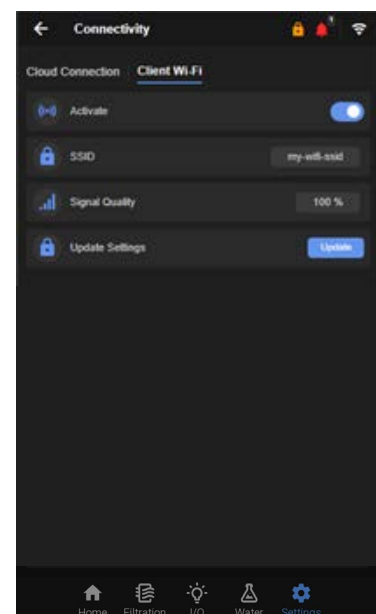 Connectivity
Cloud Connection Client Wi-Fi
Activate
SSID my-wifi-ssid
Signal Quality 100 %
Update Settings Update
Home Filtration I/O Water Settings